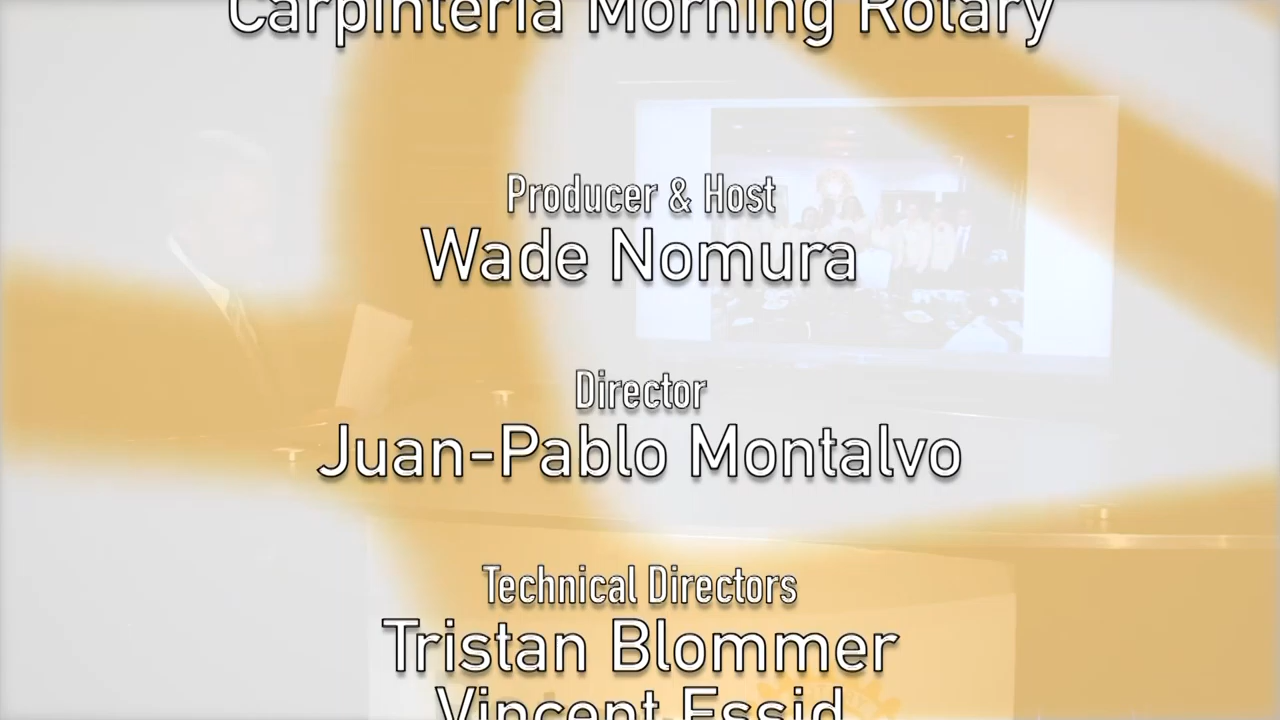 Carpinteria Morning Rotary
Producer & Host
Wade Nomura
Director
Juan-Pablo Montalvo
Technical Directors
Tristan Blommer
Vincent Essid